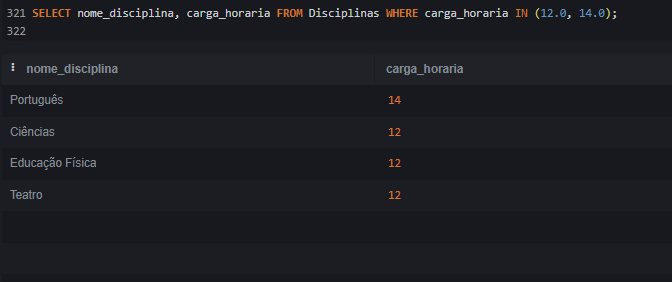 321 SELECT nome_disciplina, carga_horaria FROM Disciplinas WHERE carga_horaria IN (12.0, 14.0);
322
nome_disciplina carga_horaria
Português 14
Ciências 12
Educação Física 12
Teatro 12